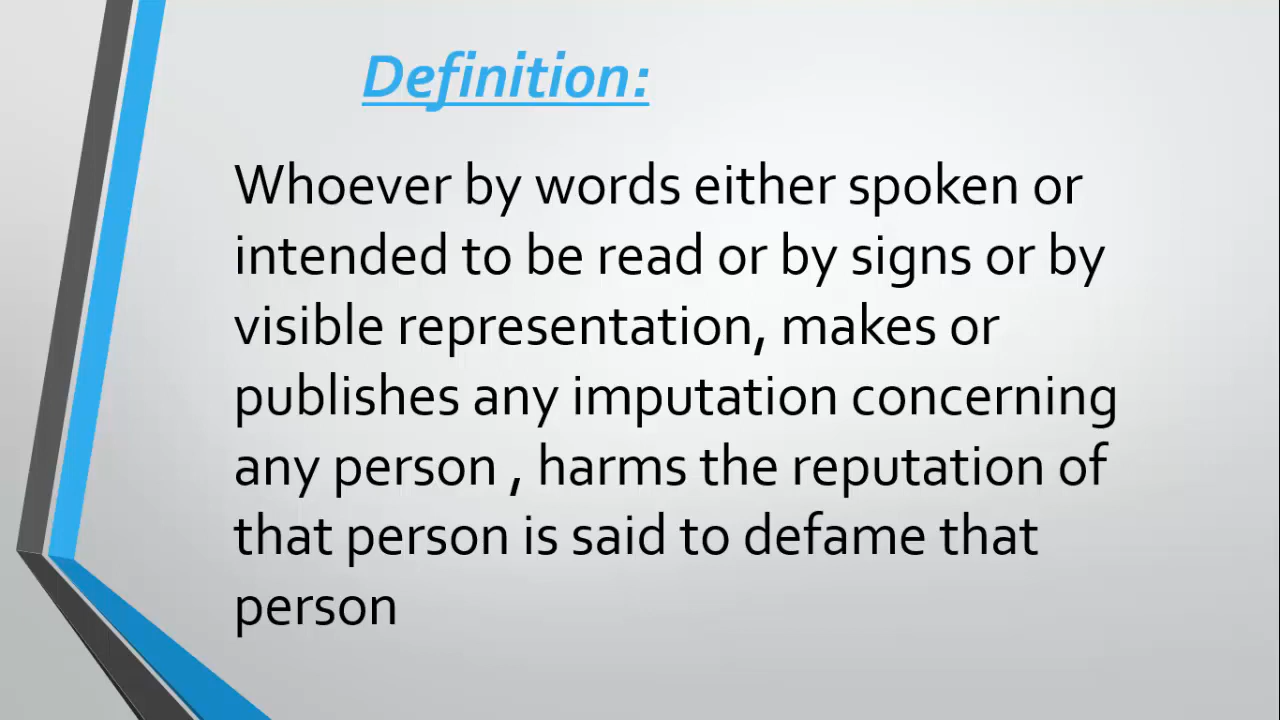 Definition:
Whoever by words either spoken or
intended to be read or by signs or by
visible representation, makes or
publishes any imputation concerning
any person , harms the reputation of
that person is said to defame that
person